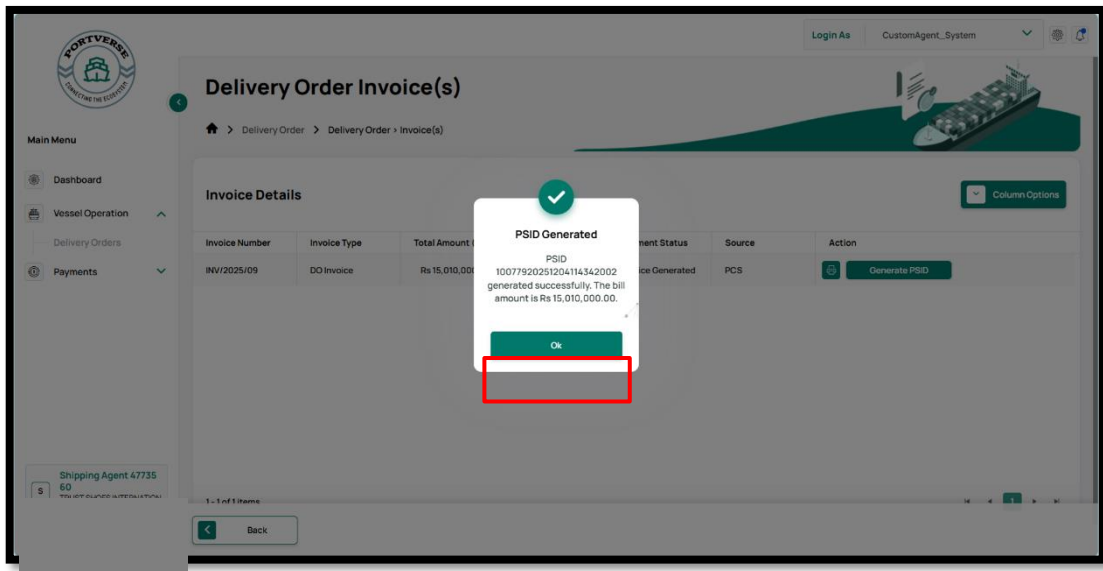 PORTVERSE
CONNECTING THE ECOSYSTEM
Login As CustomAgent_System
Delivery Order Invoice(s)
Delivery Order > Delivery Order > Invoice(s)
Main Menu
Dashboard
Vessel Operation
Delivery Orders
Payments
Invoice Details
Column Options
Invoice Number Invoice Type Total Amount ment Status Source Action
INV/2025/09 DO Invoice Rs 15,010,00 ice Generated PCS Generate PSID
PSID Generated
PSID
10077920251204114342002
generated successfully. The bill
amount is Rs 15,010,000.00.
Ok
Shipping Agent 47735
60
S
1 - 1 of 1 items
1
Back